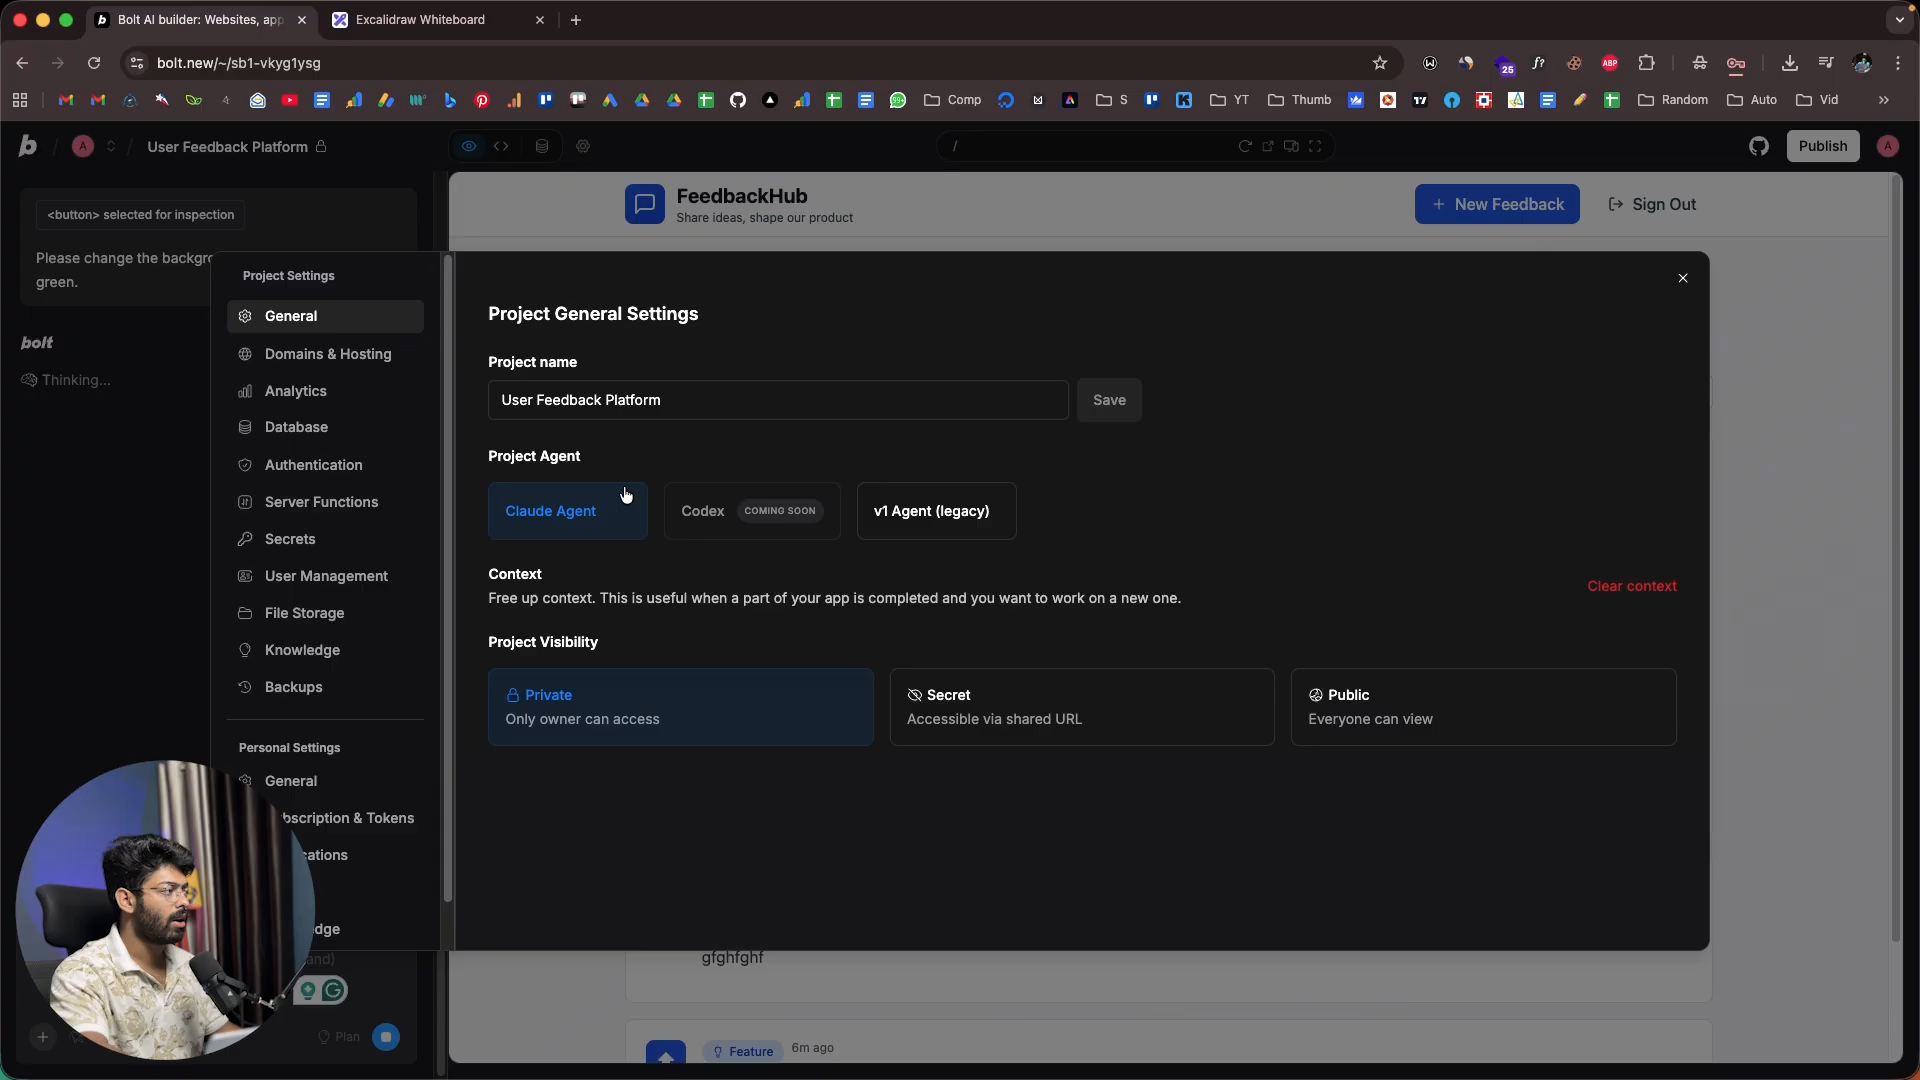 Bolt AI builder: Websites, app
Excalidraw Whiteboard
bolt.new/~/sb1-vkyg1ysg
25
ABP
Comp
S
YT
Thumb
Random
Auto
Vid
A
User Feedback Platform
/
Publish
A
<button> selected for inspection
Please change the backgro
green.
bolt
Thinking...
FeedbackHub
Share ideas, shape our product
New Feedback
Sign Out
Project Settings
General
Domains & Hosting
Analytics
Database
Authentication
Server Functions
Secrets
User Management
File Storage
Knowledge
Backups
Personal Settings
General
bscription & Tokens
cations
edge
Project General Settings
Project name
User Feedback Platform
Save
Project Agent
Claude Agent
Codex
COMING SOON
v1 Agent (legacy)
Context
Free up context. This is useful when a part of your app is completed and you want to work on a new one.
Clear context
Project Visibility
Private
Only owner can access
Secret
Accessible via shared URL
Public
Everyone can view
and)
Plan
gfghfghf
Feature
6m ago